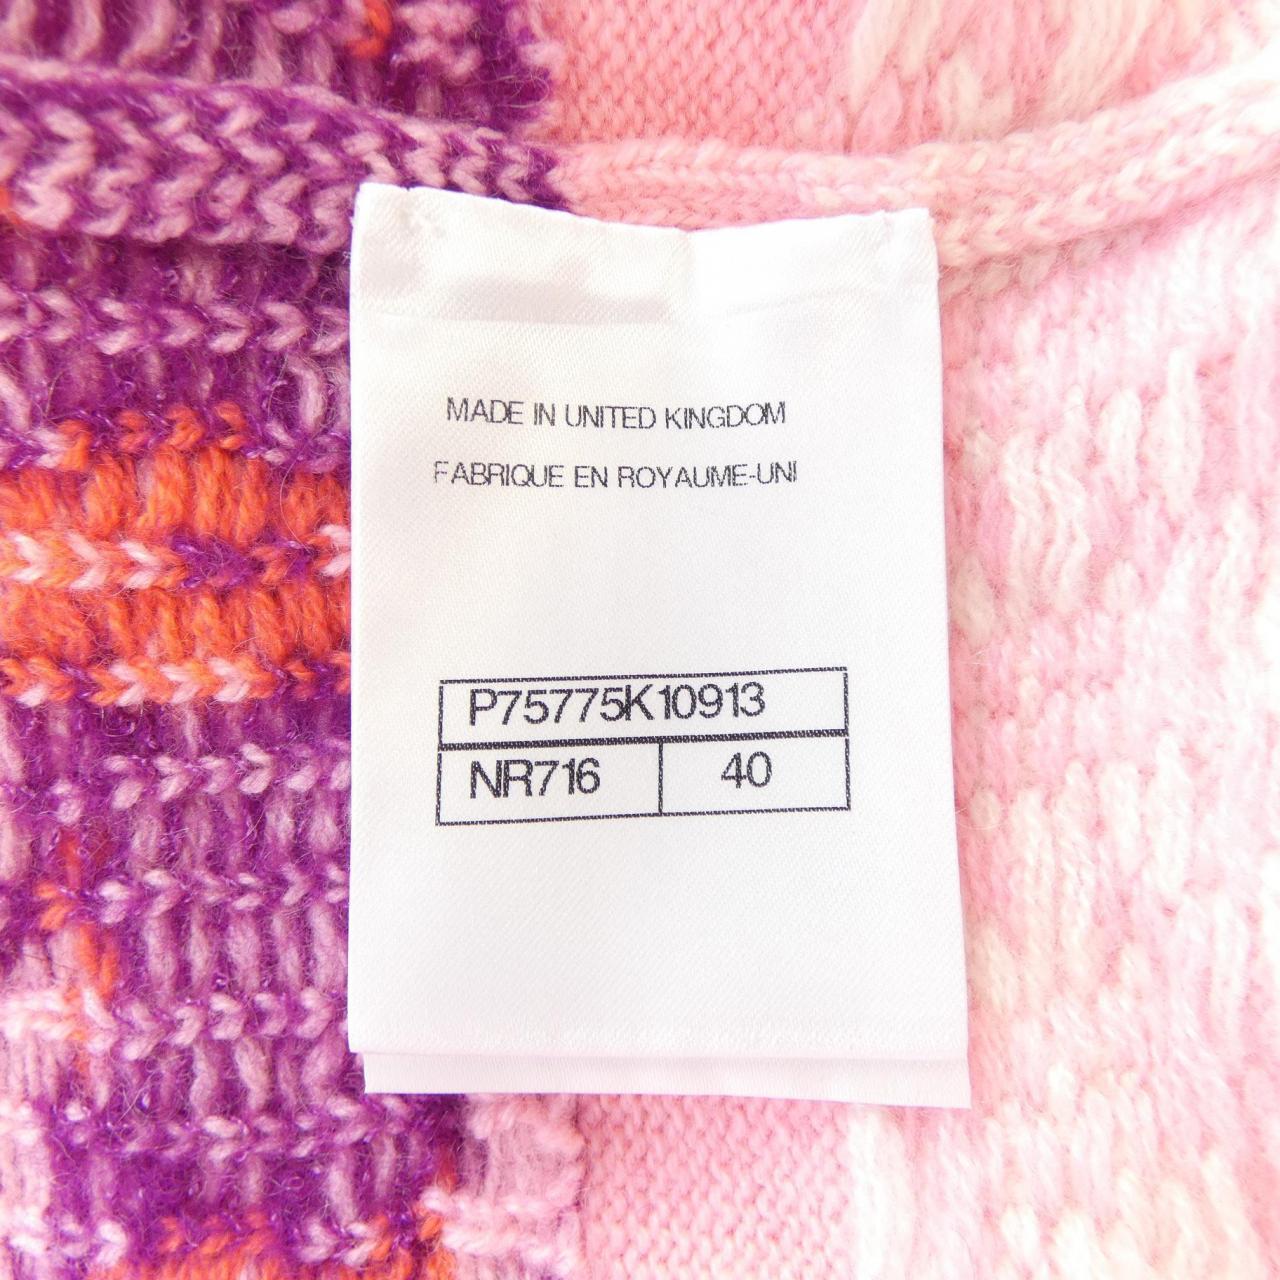 MADE IN UNITED KINGDOM
FABRIQUE EN ROYAUME-UNI
P75775K10913
NR716 40